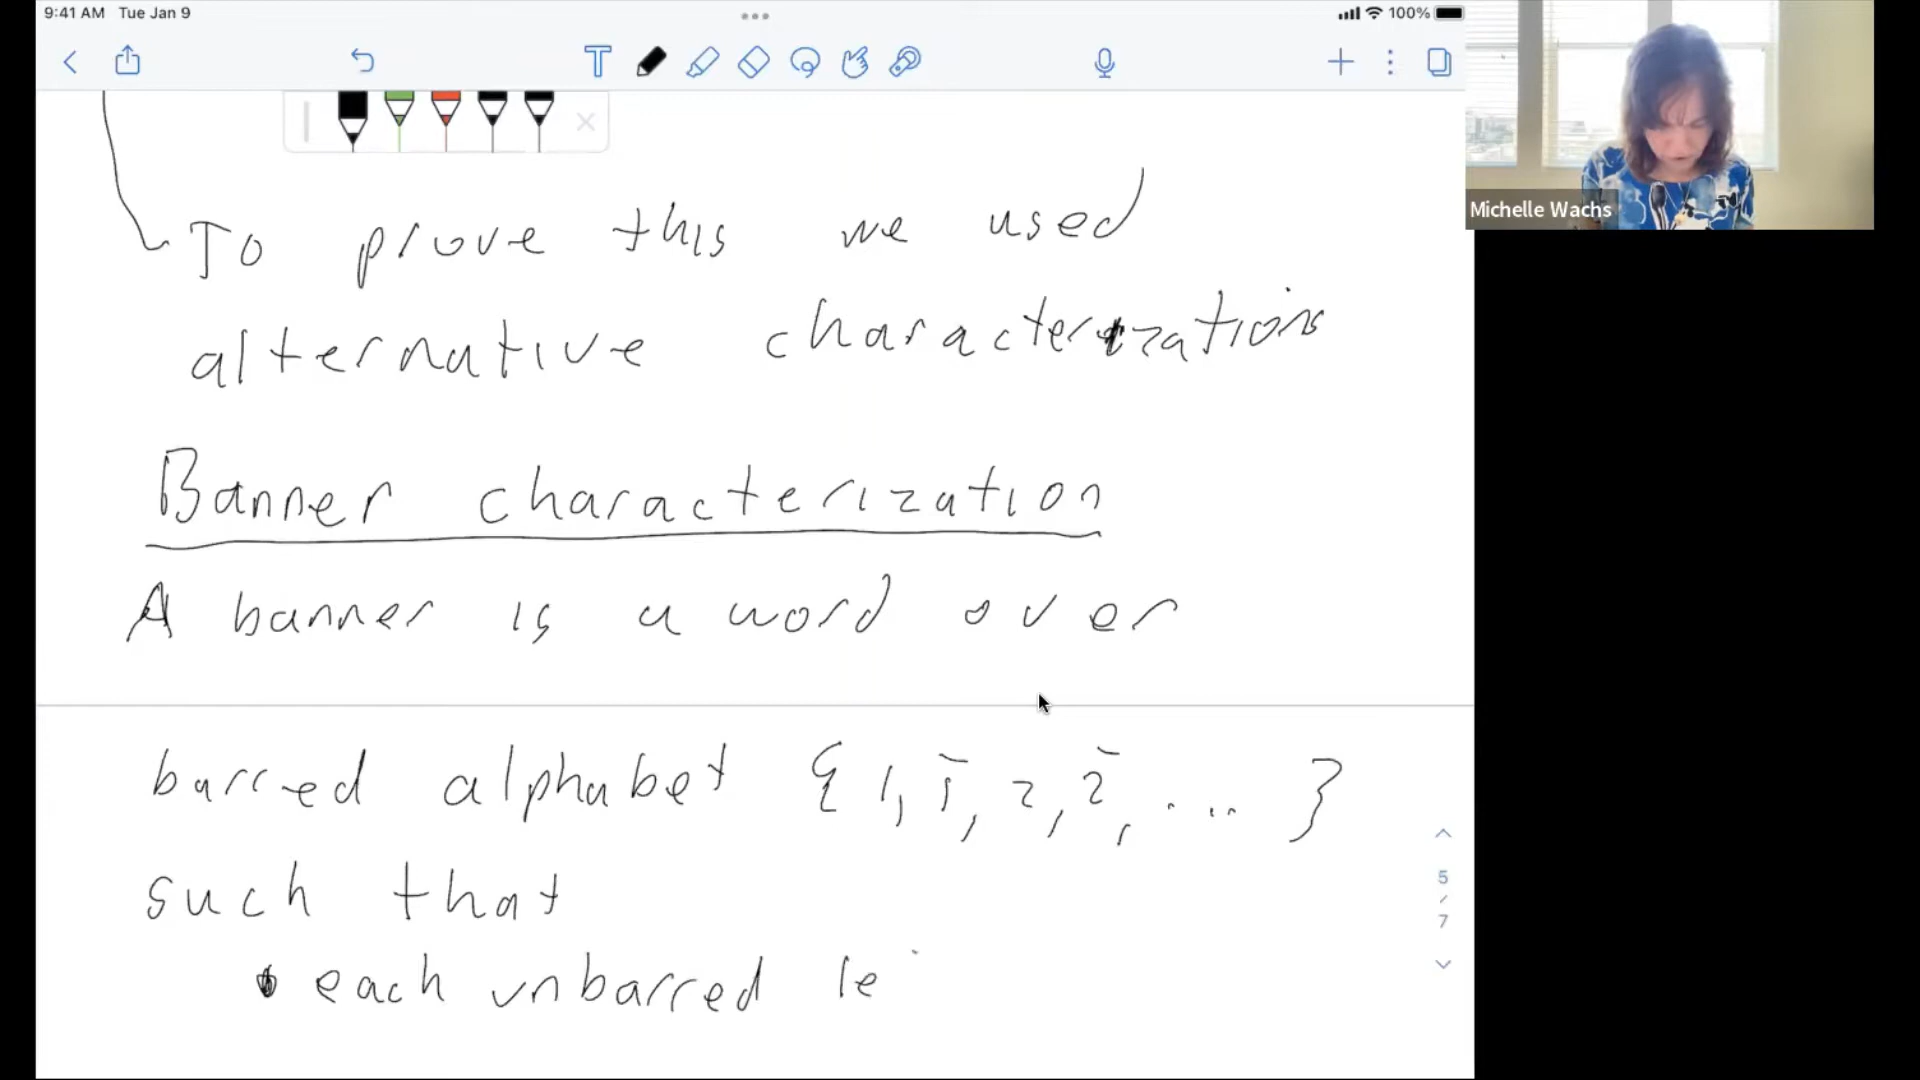 9:41 AM Tue Jan 9
100%
Michelle Wachs
To prove this we used
alternative characterizations
Banner characterization
A banner is a word over
barred alphabet { 1, 1̄, 2, 2̄, .... }
such that
• each unbarred le
5
/
7